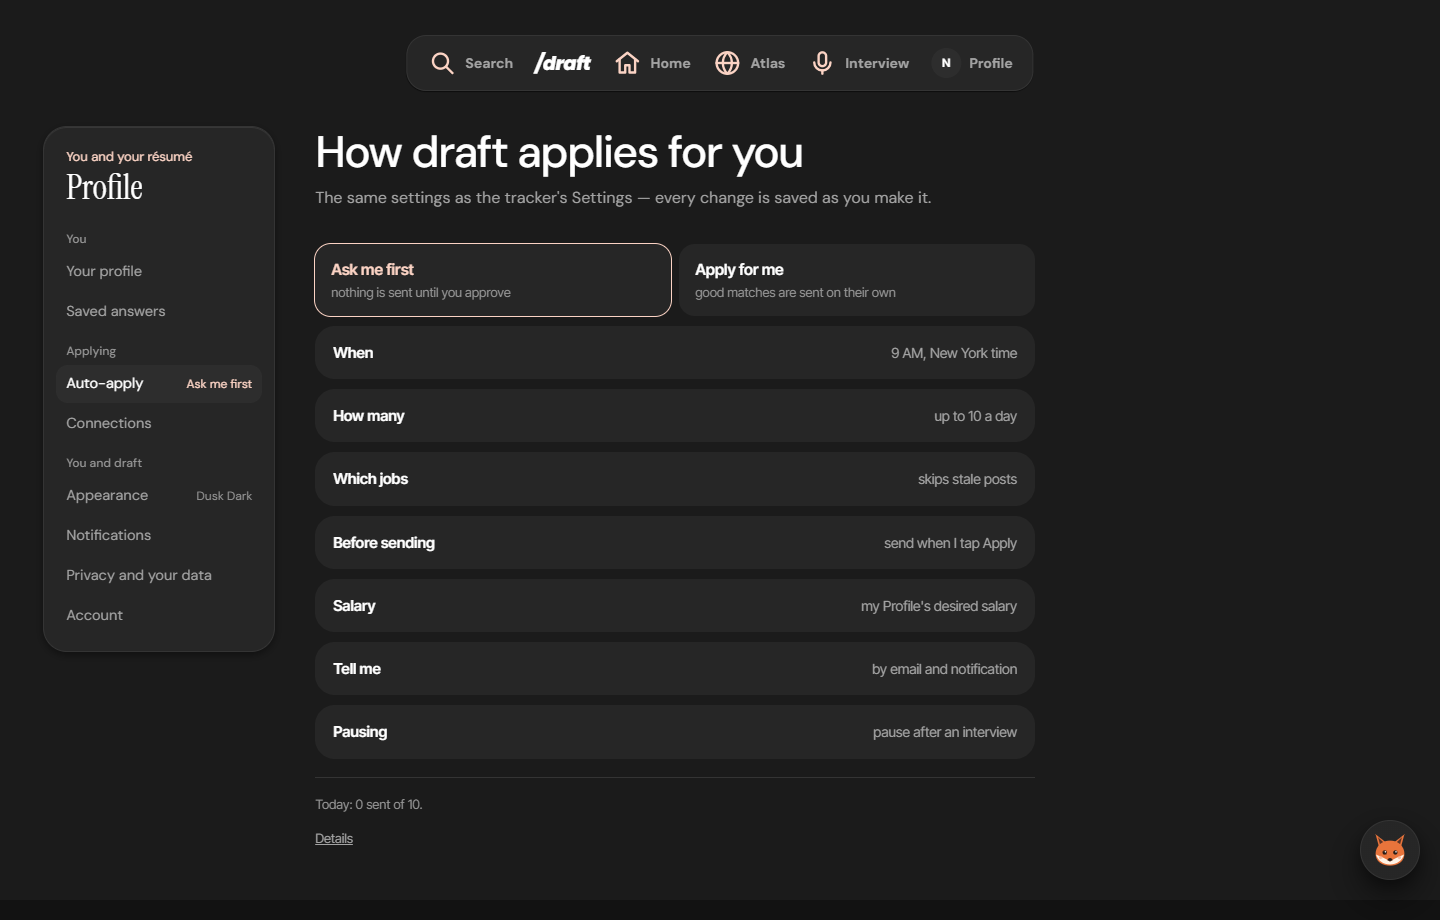 Search
/draft
Home
Atlas
Interview
N
Profile
You and your résumé
Profile
You
Your profile
Saved answers
Applying
Auto-apply
Ask me first
Connections
You and draft
Appearance
Dusk Dark
Notifications
Privacy and your data
Account
How draft applies for you
The same settings as the tracker's Settings — every change is saved as you make it.
Ask me first
nothing is sent until you approve
Apply for me
good matches are sent on their own
When
9 AM, New York time
How many
up to 10 a day
Which jobs
skips stale posts
Before sending
send when I tap Apply
Salary
my Profile's desired salary
Tell me
by email and notification
Pausing
pause after an interview
Today: 0 sent of 10.
Details